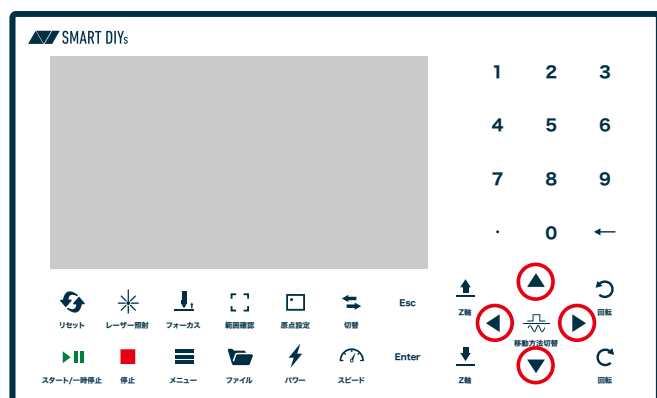 SMART DIYs
1 2 3
4 5 6
7 8 9
. 0 ←
リセット レーザー照射 フォーカス 範囲確認 原点設定 切替 Esc Z軸 回転
移動方法切替
スタート/一時停止 停止 メニュー ファイル パワー スピード Enter Z軸 回転